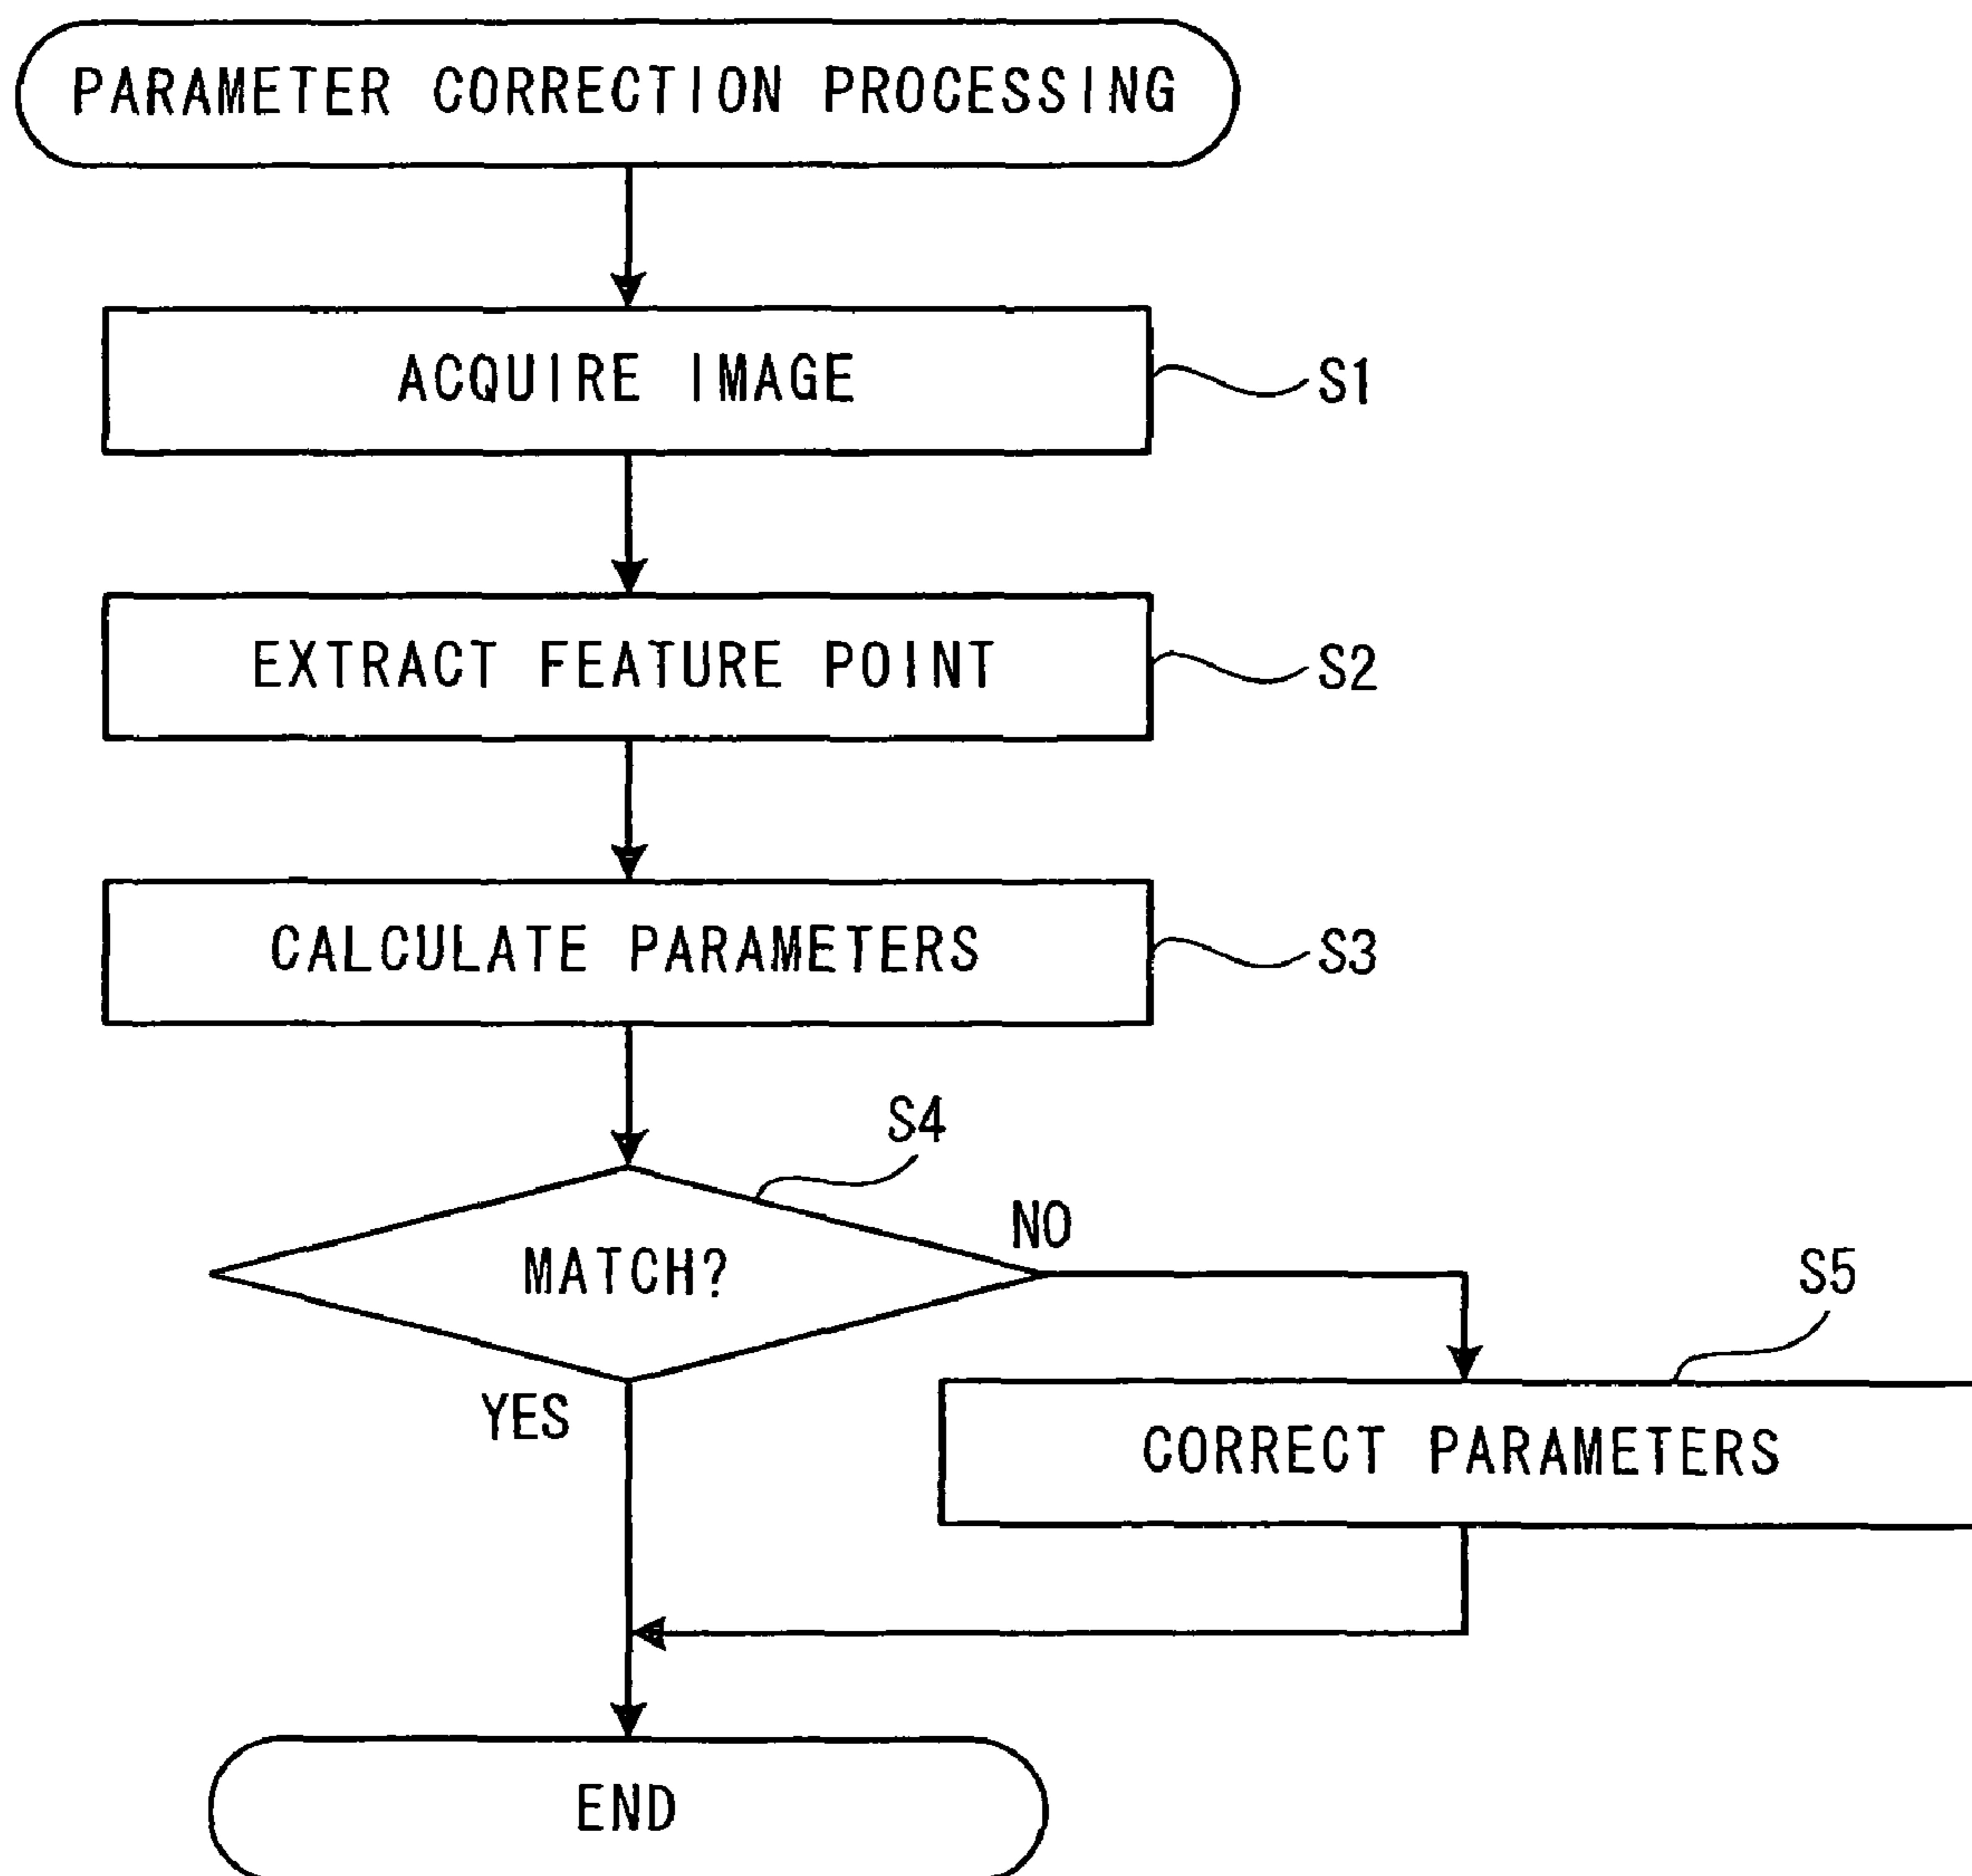 PARAMETER CORRECTION PROCESSING
ACQUIRE IMAGE
S1
EXTRACT FEATURE POINT
S2
CALCULATE PARAMETERS
S3
S4
MATCH?
NO
YES
S5
CORRECT PARAMETERS
END